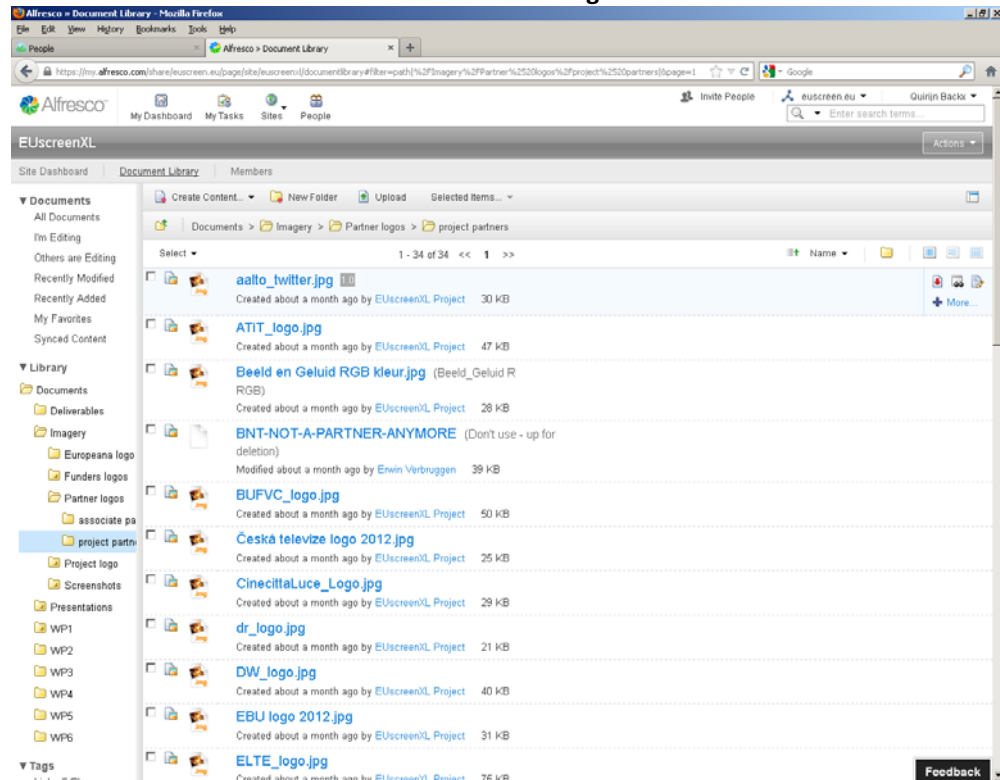 Alfresco » Document Library - Mozilla Firefox
File Edit View History Bookmarks Tools Help
People
Alfresco » Document Library
https://my.alfresco.com/share/euscreen.eu/page/site/euscreenxl/documentlibrary#filter=path|%2FImagery%2FPartner%2520logos%2Fproject%2520partners|&page=1
Google
Alfresco
My Dashboard My Tasks Sites People
Invite People
euscreen.eu
Quirijn Backx
Enter search terms...
EUscreenXL
Actions
Site Dashboard Document Library Members
Documents
All Documents
I'm Editing
Others are Editing
Recently Modified
Recently Added
My Favorites
Synced Content
Library
Documents
Deliverables
Imagery
Europeana logo
Funders logos
Partner logos
associate pa
project partn
Project logo
Screenshots
Presentations
WP1
WP2
WP3
WP4
WP5
WP6
Tags
Create Content... New Folder Upload Selected Items...
Documents > Imagery > Partner logos > project partners
Select
1 - 34 of 34 << 1 >>
Name
aalto_twitter.jpg 1.0
Created about a month ago by EUscreenXL Project 30 KB
More...
ATiT_logo.jpg
Created about a month ago by EUscreenXL Project 47 KB
Beeld en Geluid RGB kleur.jpg (Beeld_Geluid R
RGB)
Created about a month ago by EUscreenXL Project 28 KB
BNT-NOT-A-PARTNER-ANYMORE (Don't use - up for
deletion)
Modified about a month ago by Erwin Verbruggen 39 KB
BUFVC_logo.jpg
Created about a month ago by EUscreenXL Project 50 KB
Česká televize logo 2012.jpg
Created about a month ago by EUscreenXL Project 25 KB
CinecittaLuce_Logo.jpg
Created about a month ago by EUscreenXL Project 29 KB
dr_logo.jpg
Created about a month ago by EUscreenXL Project 21 KB
DW_logo.jpg
Created about a month ago by EUscreenXL Project 40 KB
EBU logo 2012.jpg
Created about a month ago by EUscreenXL Project 31 KB
ELTE_logo.jpg
Created about a month ago by EUscreenXL Project 76 KB
Feedback